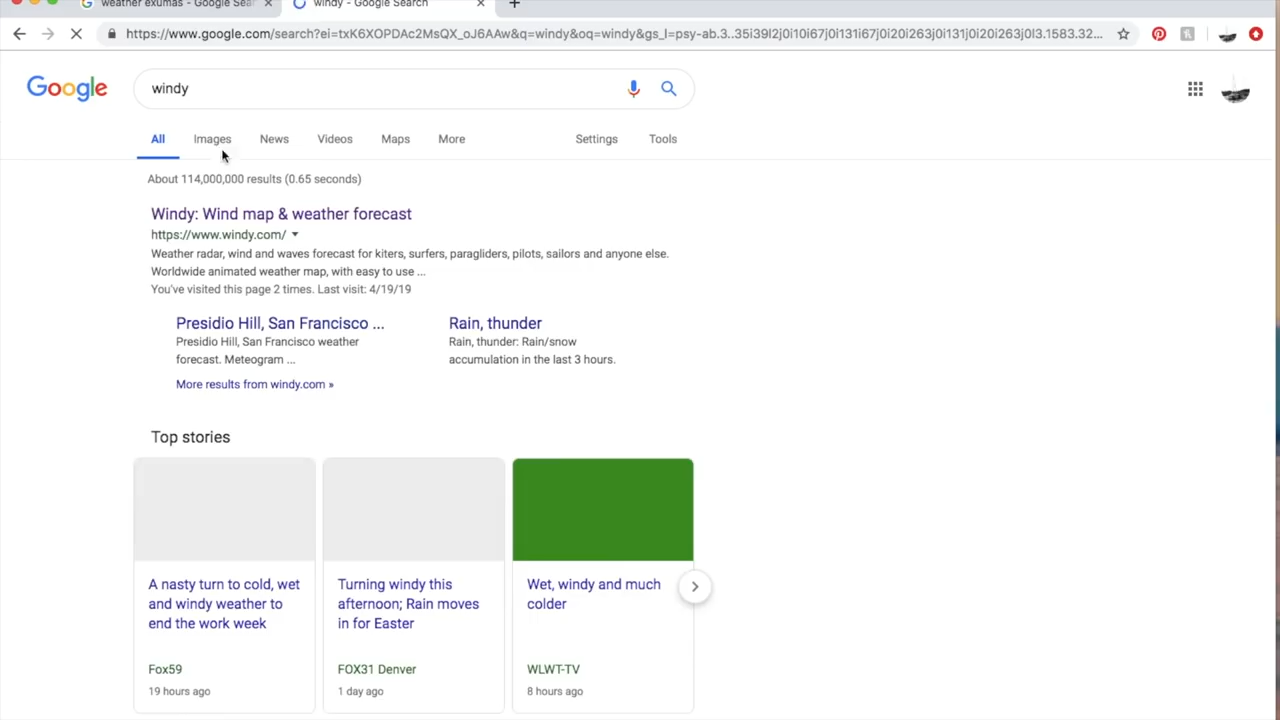 weather exumas - Google Sear
windy - Google Search
https://www.google.com/search?ei=txK6XOPDAc2MsQX_oJ6AAw&q=windy&oq=windy&gs_l=psy-ab.3..35i39l2j0i10i67j0i131i67j0i20i263j0i131j0i20i263j0l3.1583.32...
Google
windy
All Images News Videos Maps More Settings Tools
About 114,000,000 results (0.65 seconds)
Windy: Wind map & weather forecast
https://www.windy.com/
Weather radar, wind and waves forecast for kiters, surfers, paragliders, pilots, sailors and anyone else.
Worldwide animated weather map, with easy to use ...
You've visited this page 2 times. Last visit: 4/19/19
Presidio Hill, San Francisco ...
Presidio Hill, San Francisco weather
forecast. Meteogram ...
Rain, thunder
Rain, thunder: Rain/snow
accumulation in the last 3 hours.
More results from windy.com »
Top stories
A nasty turn to cold, wet
and windy weather to
end the work week
Fox59
19 hours ago
Turning windy this
afternoon; Rain moves
in for Easter
FOX31 Denver
1 day ago
Wet, windy and much
colder
WLWT-TV
8 hours ago